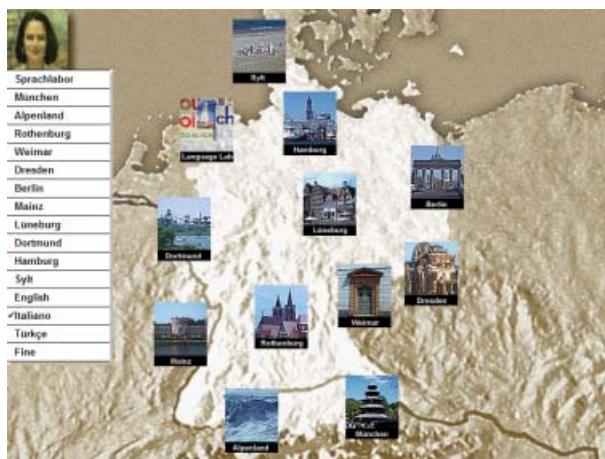 Sprachlabor
München
Alpenland
Rothenburg
Weimar
Dresden
Berlin
Mainz
Lüneburg
Dortmund
Hamburg
Sylt
English
✓Italiano
Türkçe
Fine
Sylt
Language Lab
Hamburg
Berlin
Lüneburg
Dortmund
Dresden
Weimar
Rothenburg
Mainz
Alpenland
München